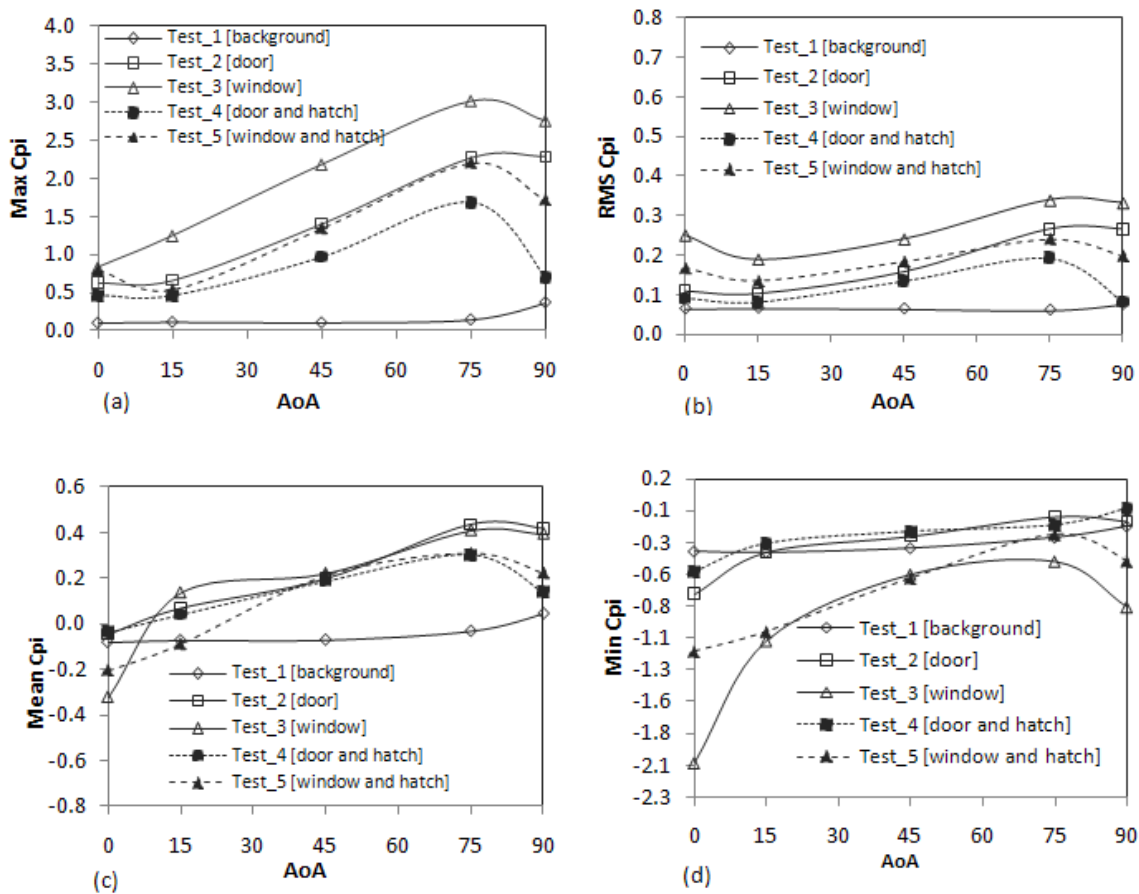 4.0
3.5
3.0
2.5
2.0
1.5
1.0
0.5
0.0
Max Cpi
Test_1 [background]
Test_2 [door]
Test_3 [window]
Test_4 [door and hatch]
Test_5 [window and hatch]
0 15 30 45 60 75 90
(a)
AoA
0.8
0.7
0.6
0.5
0.4
0.3
0.2
0.1
0.0
RMS Cpi
Test_1 [background]
Test_2 [door]
Test_3 [window]
Test_4 [door and hatch]
Test_5 [window and hatch]
0 15 30 45 60 75 90
(b)
AoA
0.6
0.4
0.2
0.0
-0.2
-0.4
-0.6
-0.8
Mean Cpi
Test_1 [background]
Test_2 [door]
Test_3 [window]
Test_4 [door and hatch]
Test_5 [window and hatch]
0 15 30 45 60 75 90
(c)
AoA
0.2
-0.1
-0.3
-0.6
-0.8
-1.1
-1.3
-1.6
-1.8
-2.1
-2.3
Min Cpi
Test_1 [background]
Test_2 [door]
Test_3 [window]
Test_4 [door and hatch]
Test_5 [window and hatch]
0 15 30 45 60 75 90
(d)
AoA